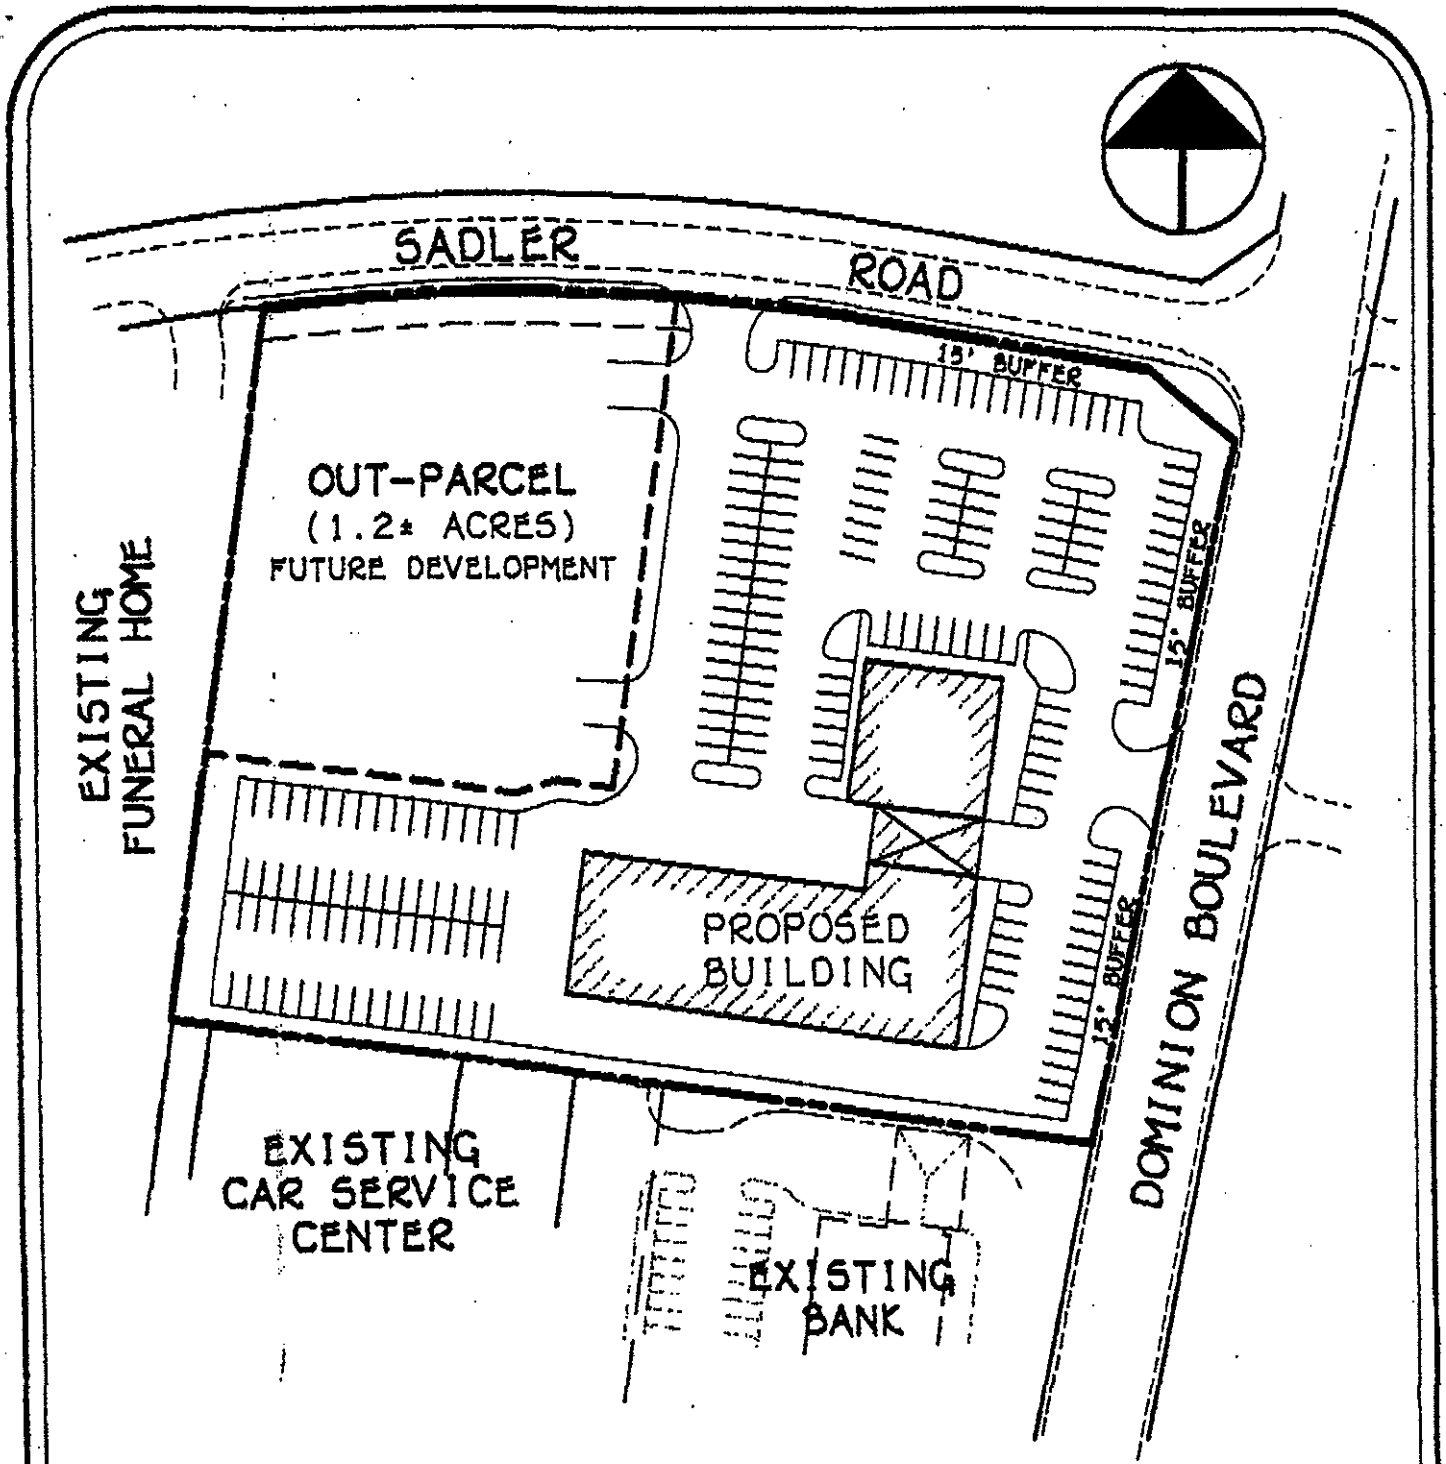 SADLER ROAD
15' BUFFER
OUT-PARCEL
(1.2± ACRES)
FUTURE DEVELOPMENT
15' BUFFER
EXISTING
FUNERAL HOME
DOMINION BOULEVARD
PROPOSED
BUILDING
15' BUFFER
EXISTING
CAR SERVICE
CENTER
EXISTING
BANK